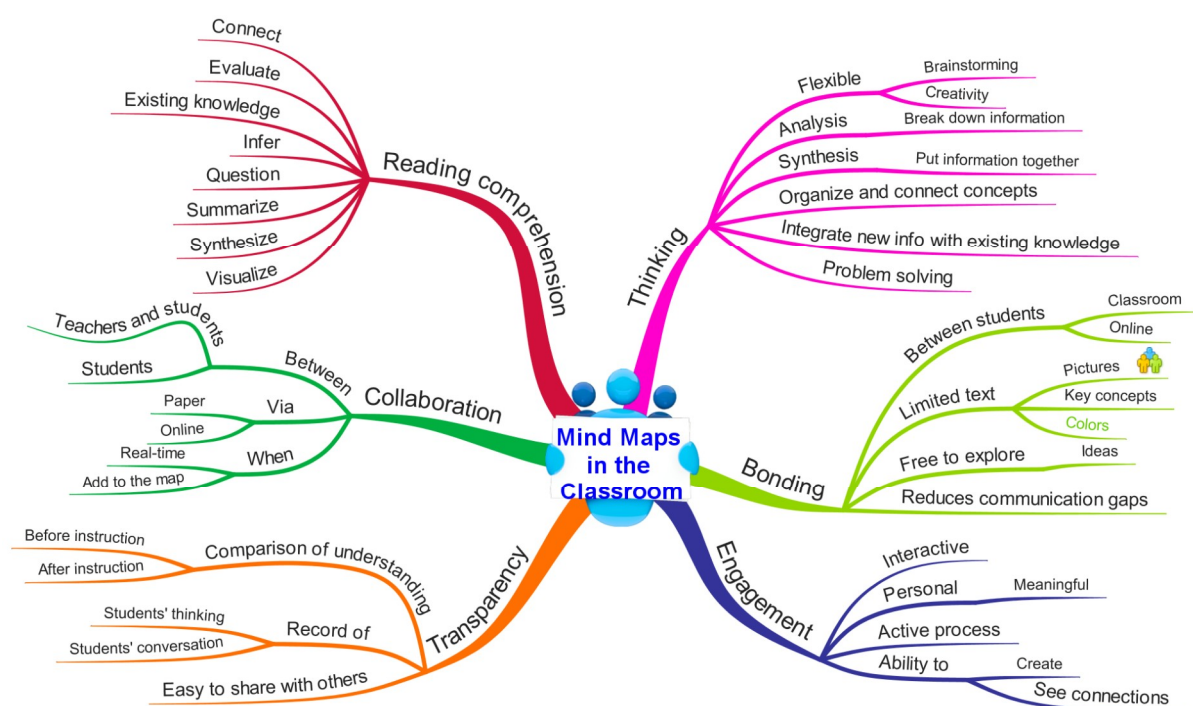 Mind Maps
in the
Classroom
Reading comprehension
Connect
Evaluate
Existing knowledge
Infer
Question
Summarize
Synthesize
Visualize
Thinking
Flexible
Brainstorming
Creativity
Analysis
Break down information
Synthesis
Put information together
Organize and connect concepts
Integrate new info with existing knowledge
Problem solving
Collaboration
Between
Teachers and students
Students
Via
Paper
Online
When
Real-time
Add to the map
Bonding
Between students
Classroom
Online
Limited text
Pictures
Key concepts
Colors
Free to explore
Ideas
Reduces communication gaps
Transparency
Comparison of understanding
Before instruction
After instruction
Record of
Students' thinking
Students' conversation
Easy to share with others
Engagement
Interactive
Personal
Meaningful
Active process
Ability to
Create
See connections